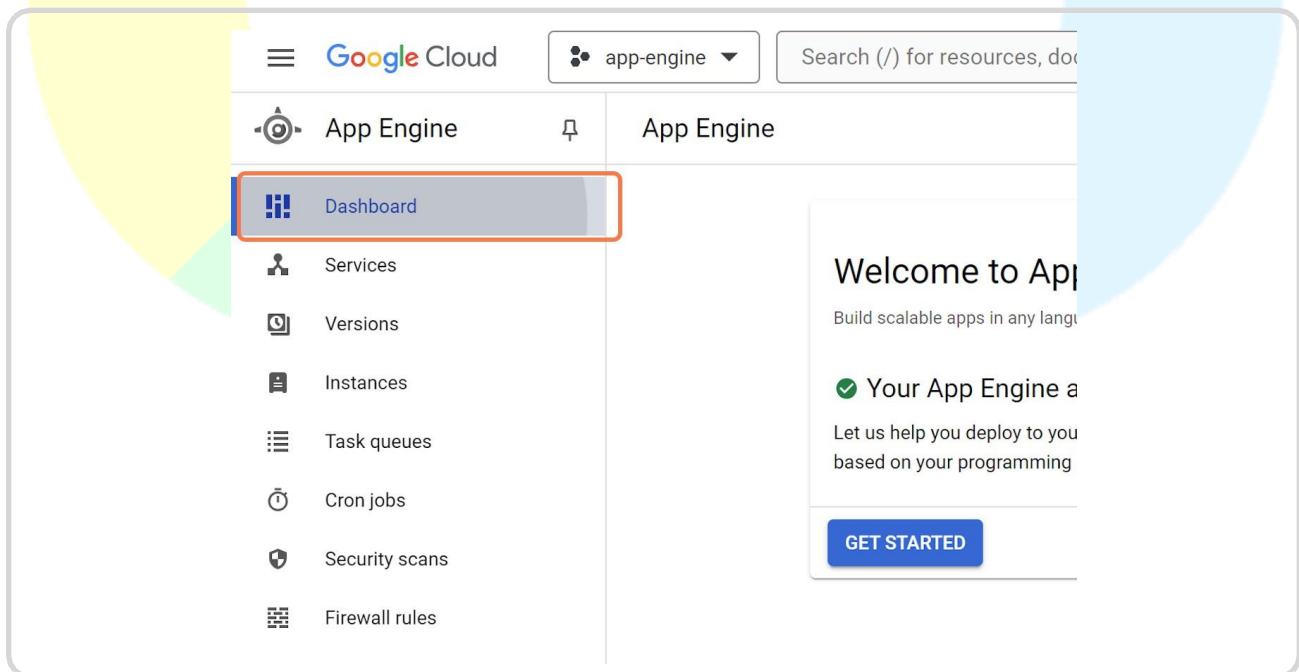 Google Cloud
app-engine
Search (/) for resources, doc
App Engine
App Engine
Dashboard
Services
Versions
Instances
Task queues
Cron jobs
Security scans
Firewall rules
Welcome to App
Build scalable apps in any langu
Your App Engine a
Let us help you deploy to you
based on your programming
GET STARTED